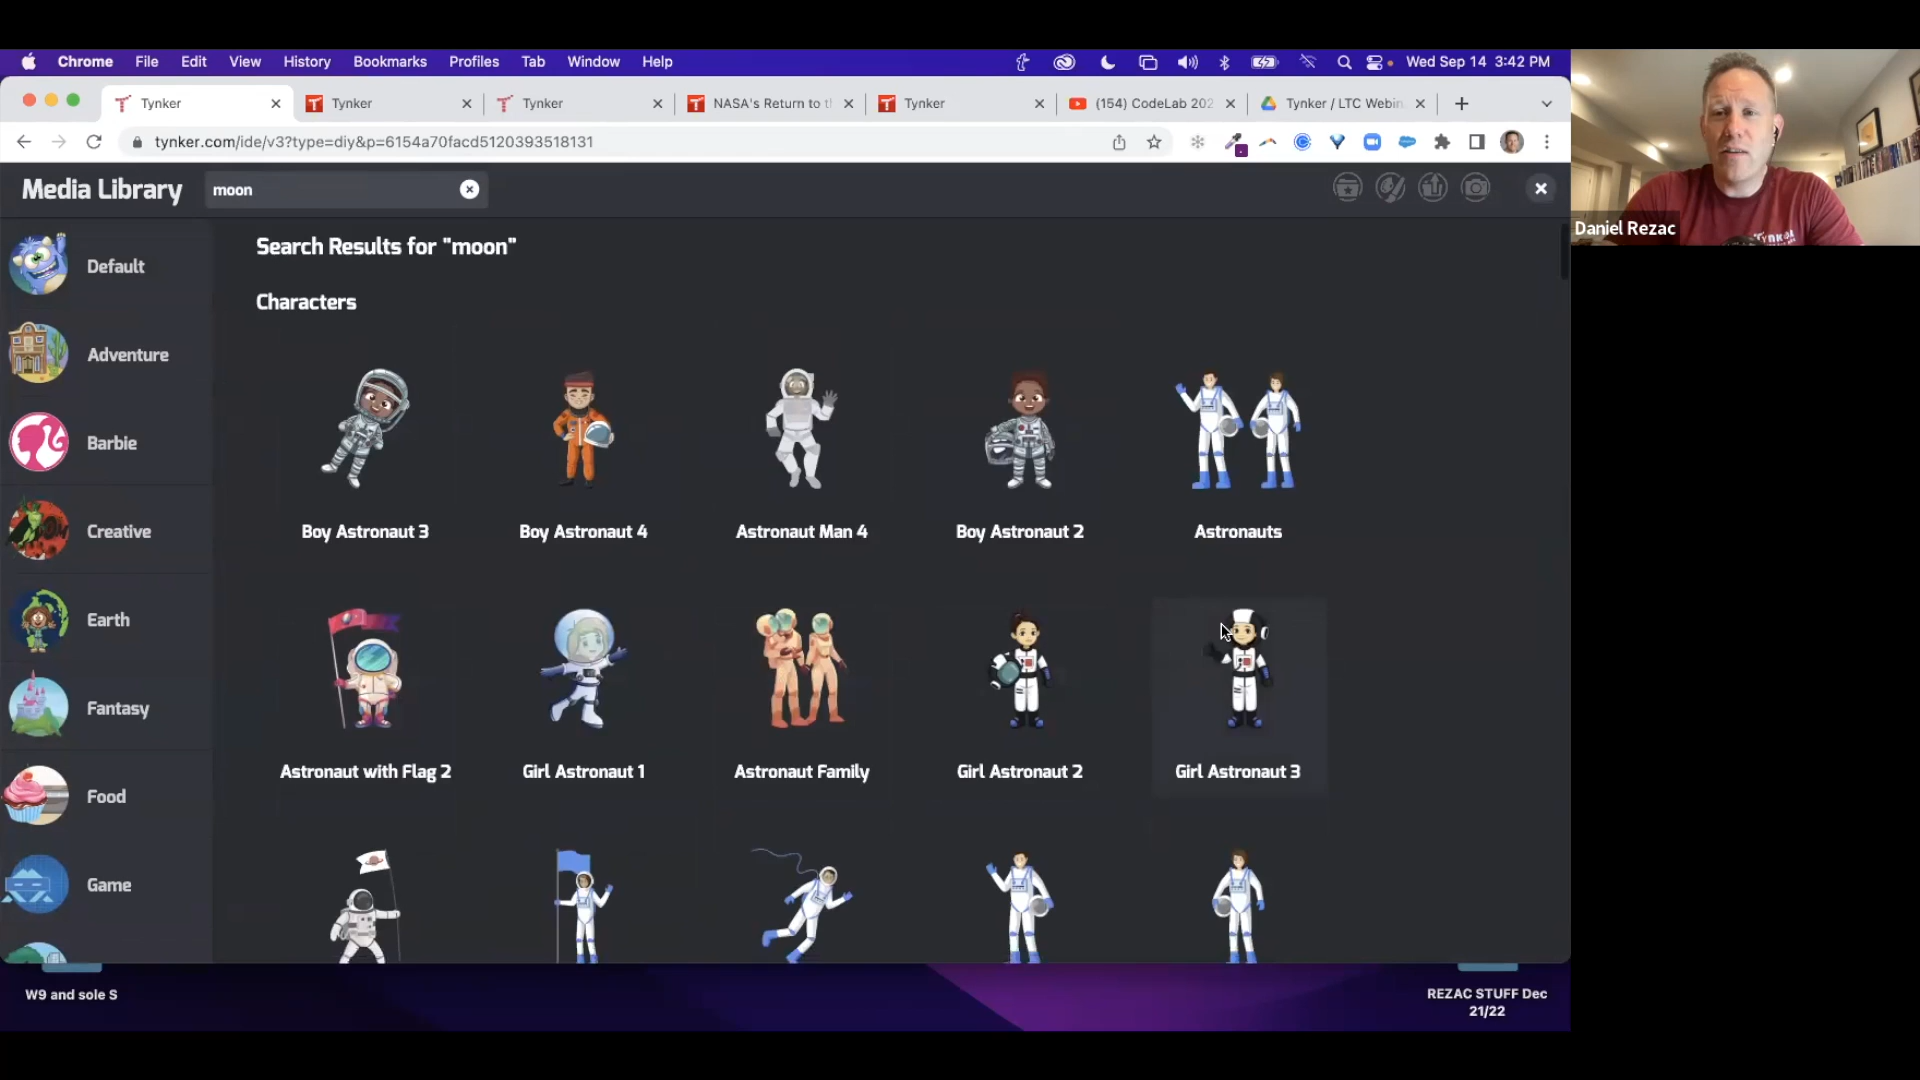 Chrome File Edit View History Bookmarks Profiles Tab Window Help Wed Sep 14 3:42 PM
Tynker Tynker Tynker NASA's Return to t Tynker (154) CodeLab 202 Tynker / LTC Webin
tynker.com/ide/v3?type=diy&p=6154a70facd5120393518131
Media Library moon
Daniel Rezac
Search Results for "moon"
Default
Characters
Adventure
Barbie
Creative
Boy Astronaut 3 Boy Astronaut 4 Astronaut Man 4 Boy Astronaut 2 Astronauts
Earth
Fantasy
Astronaut with Flag 2 Girl Astronaut 1 Astronaut Family Girl Astronaut 2 Girl Astronaut 3
Food
Game
W9 and sole S
REZAC STUFF Dec
21/22